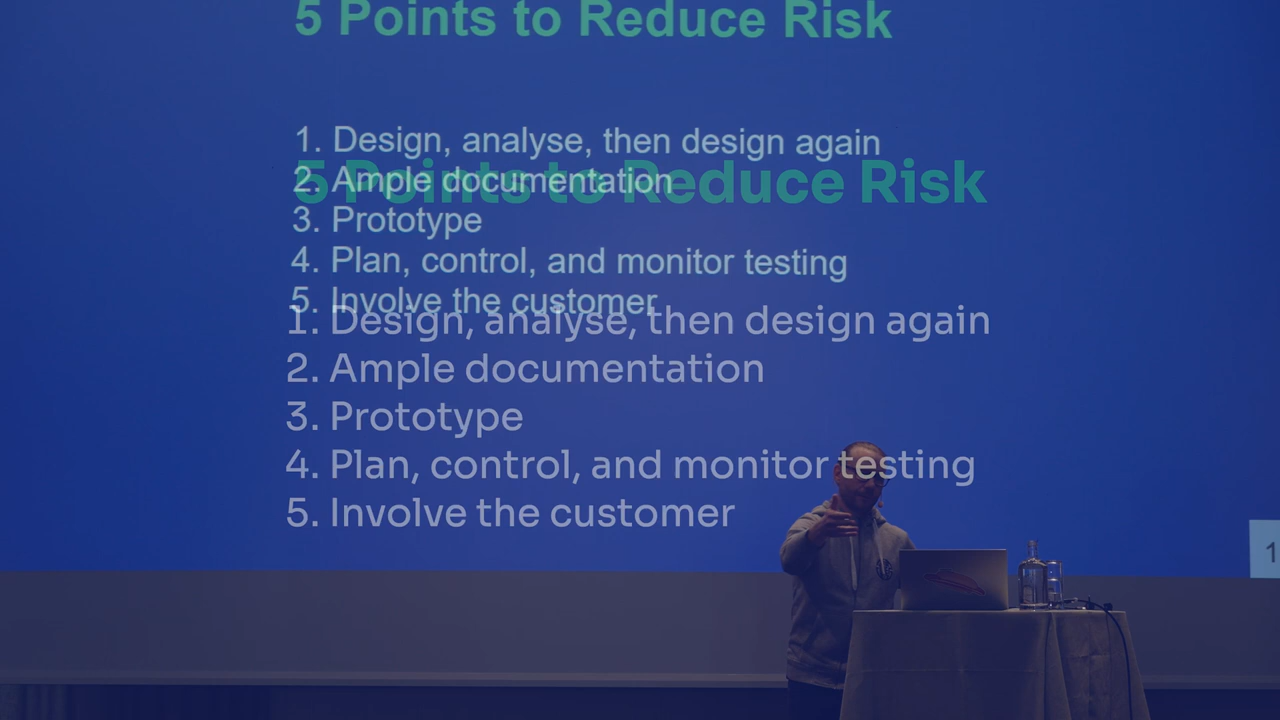 5 Points to Reduce Risk
1. Design, analyse, then design again
2. Ample documentation
3. Prototype
4. Plan, control, and monitor testing
5. Involve the customer
5 Points to Reduce Risk
1. Design, analyse, then design again
2. Ample documentation
3. Prototype
4. Plan, control, and monitor testing
5. Involve the customer
1